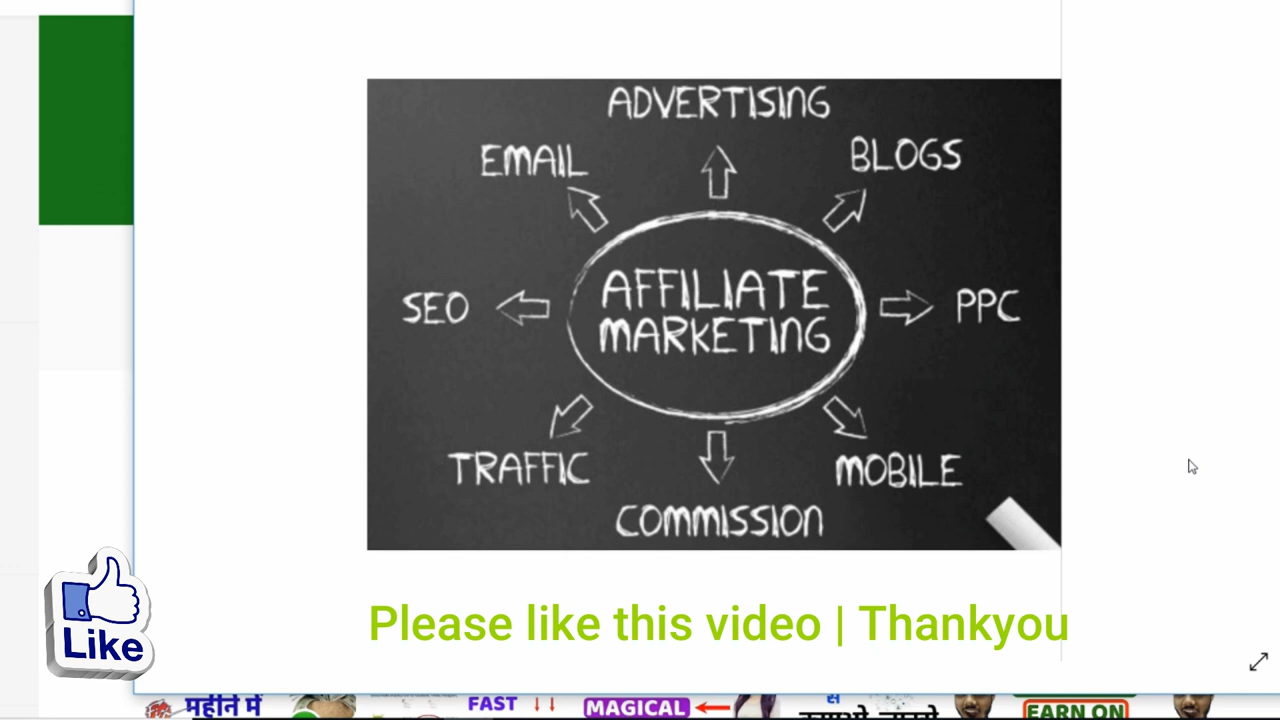 ADVERTISING
EMAIL
BLOGS
AFFILIATE
MARKETING
SEO
PPC
TRAFFIC
MOBILE
COMMISSION
Please like this video | Thankyou
Like
महीने में
FAST
MAGICAL
EARN ON